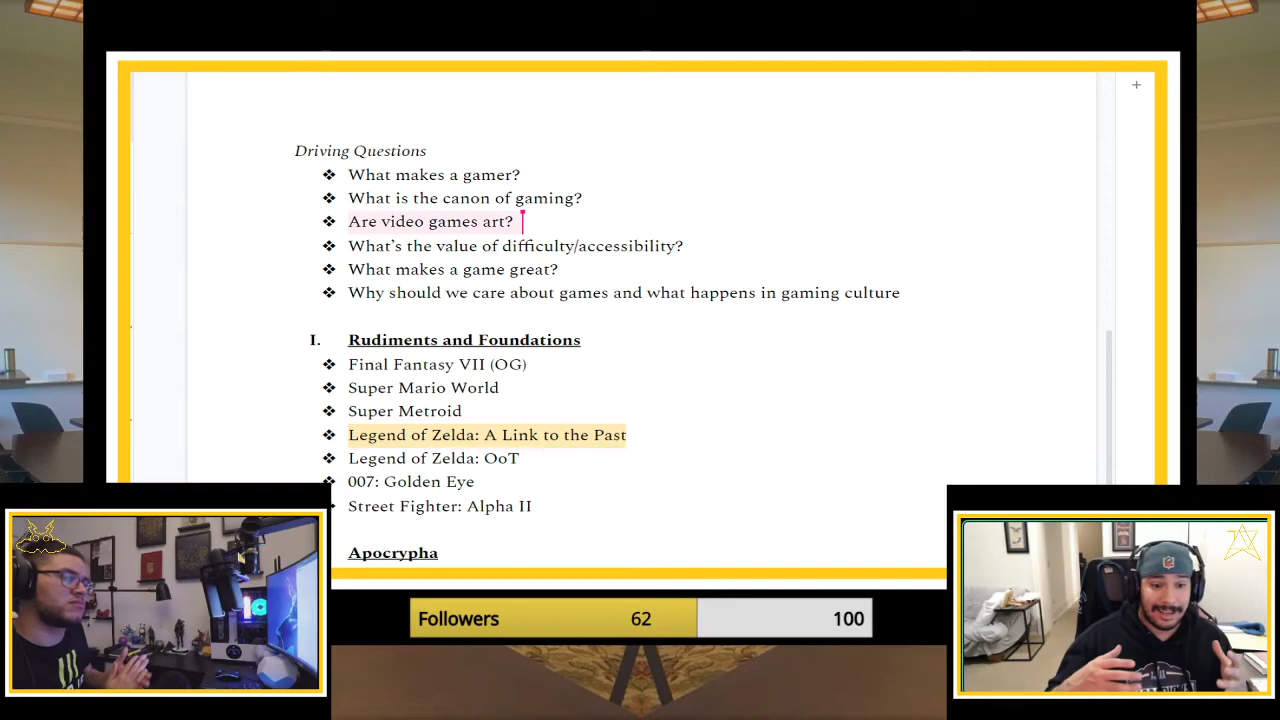 Driving Questions
❖ What makes a gamer?
❖ What is the canon of gaming?
❖ Are video games art?
❖ What's the value of difficulty/accessibility?
❖ What makes a game great?
❖ Why should we care about games and what happens in gaming culture
I. Rudiments and Foundations
❖ Final Fantasy VII (OG)
❖ Super Mario World
❖ Super Metroid
❖ Legend of Zelda: A Link to the Past
❖ Legend of Zelda: OoT
❖ 007: Golden Eye
Street Fighter: Alpha II
Apocrypha
Followers 62 100